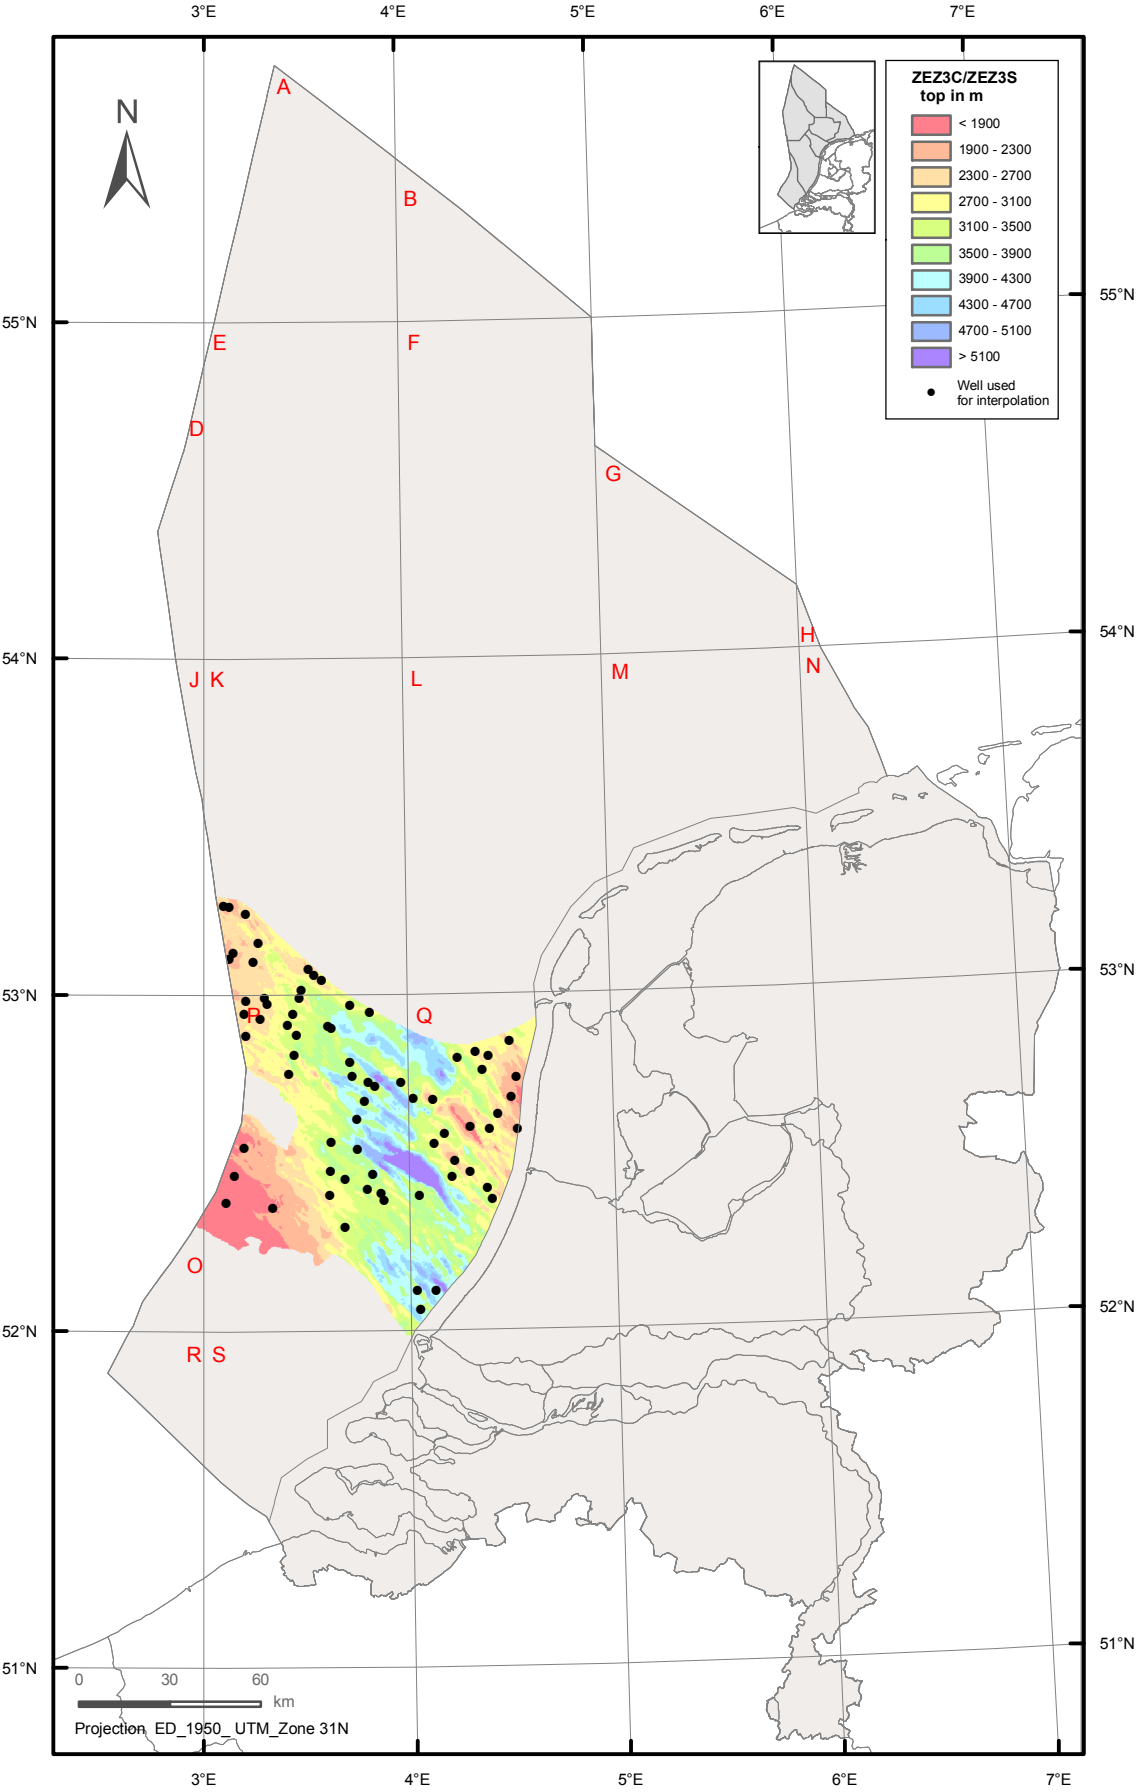 3°E 4°E 5°E 6°E 7°E
N
A
B
ZEZ3C/ZEZ3S
top in m
< 1900
1900 - 2300
2300 - 2700
2700 - 3100
3100 - 3500
3500 - 3900
3900 - 4300
4300 - 4700
4700 - 5100
> 5100
Well used
for interpolation
55°N 55°N
E F
D
G
H
54°N 54°N
J K L M N
53°N 53°N
P Q
O
52°N 52°N
R S
51°N 51°N
0 30 60
km
Projection ED_1950_ UTM_Zone 31N
3°E 4°E 5°E 6°E 7°E